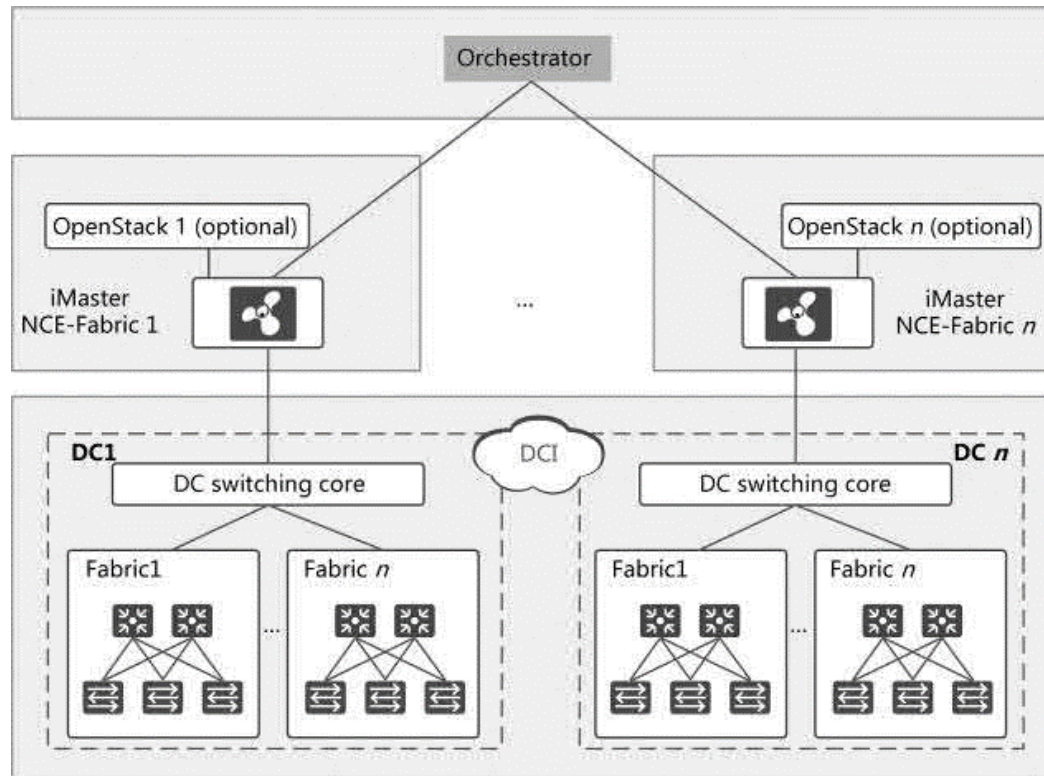 Orchestrator
OpenStack 1 (optional)
OpenStack n (optional)
iMaster
NCE-Fabric 1
...
iMaster
NCE-Fabric n
DC1
DCI
DC n
DC switching core
DC switching core
Fabric1
...
Fabric n
Fabric1
...
Fabric n